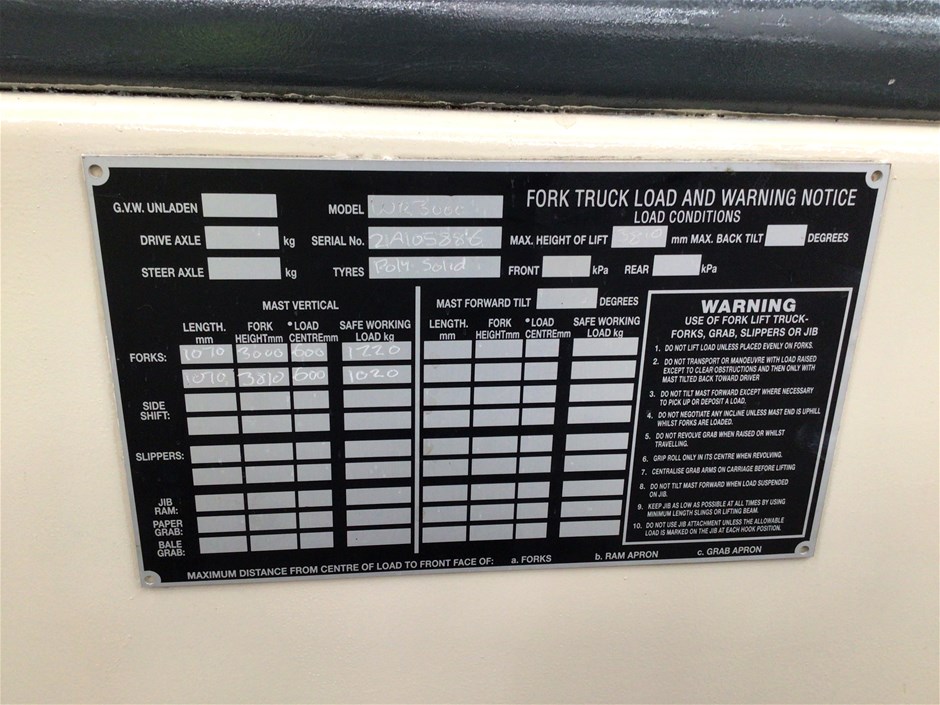 FORK TRUCK LOAD AND WARNING NOTICE
LOAD CONDITIONS
G.V.W. UNLADEN
MODEL 3000
DRIVE AXLE kg
SERIAL No. 21A105886
MAX. HEIGHT OF LIFT 3810 mm MAX. BACK TILT DEGREES
STEER AXLE kg
TYRES Poly. Solid
FRONT kPa REAR kPa
MAST VERTICAL
MAST FORWARD TILT DEGREES
LENGTH. mm FORK HEIGHTmm •LOAD CENTREmm SAFE WORKING LOAD kg
LENGTH. mm FORK HEIGHTmm •LOAD CENTREmm SAFE WORKING LOAD kg
FORKS: 1070 3000 600 1220
1070 3810 600 1020
SIDE SHIFT:
SLIPPERS:
JIB RAM:
PAPER GRAB:
BALE GRAB:
WARNING
USE OF FORK LIFT TRUCK-
FORKS, GRAB, SLIPPERS OR JIB
1. DO NOT LIFT LOAD UNLESS PLACED EVENLY ON FORKS.
2. DO NOT TRANSPORT OR MANOEUVRE WITH LOAD RAISED
EXCEPT TO CLEAR OBSTRUCTIONS AND THEN ONLY WITH
MAST TILTED BACK TOWARD DRIVER
3. DO NOT TILT MAST FORWARD EXCEPT WHERE NECESSARY
TO PICK UP OR DEPOSIT A LOAD.
4. DO NOT NEGOTIATE ANY INCLINE UNLESS MAST END IS UPHILL
WHILST FORKS ARE LOADED.
5. DO NOT REVOLVE GRAB WHEN RAISED OR WHILST
TRAVELLING.
6. GRIP ROLL ONLY IN ITS CENTRE WHEN REVOLVING.
7. CENTRALISE GRAB ARMS ON CARRIAGE BEFORE LIFTING
8. DO NOT TILT MAST FORWARD WHEN LOAD SUSPENDED
ON JIB.
9. KEEP JIB AS LOW AS POSSIBLE AT ALL TIMES BY USING
MINIMUM LENGTH SLINGS OR LIFTING BEAM.
10. DO NOT USE JIB ATTACHMENT UNLESS THE ALLOWABLE
LOAD IS MARKED ON THE JIB AT EACH HOOK POSITION.
MAXIMUM DISTANCE FROM CENTRE OF LOAD TO FRONT FACE OF: a. FORKS b. RAM APRON c. GRAB APRON